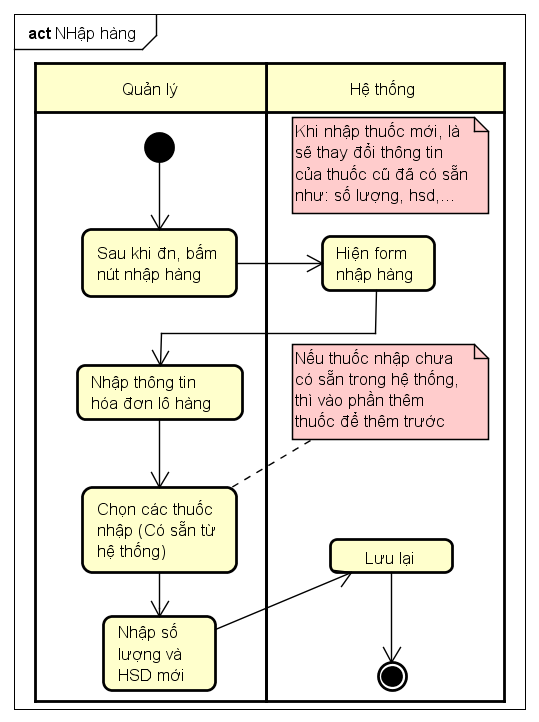 act NHập hàng
Quản lý
Hệ thống
Khi nhập thuốc mới, là
sẽ thay đổi thông tin
của thuốc cũ đã có sẵn
như: số lượng, hsd,...
Sau khi đn, bấm
nút nhập hàng
Hiện form
nhập hàng
Nhập thông tin
hóa đơn lô hàng
Nếu thuốc nhập chưa
có sẵn trong hệ thống,
thì vào phần thêm
thuốc để thêm trước
Chọn các thuốc
nhập (Có sẵn từ
hệ thống)
Lưu lại
Nhập số
lượng và
HSD mới